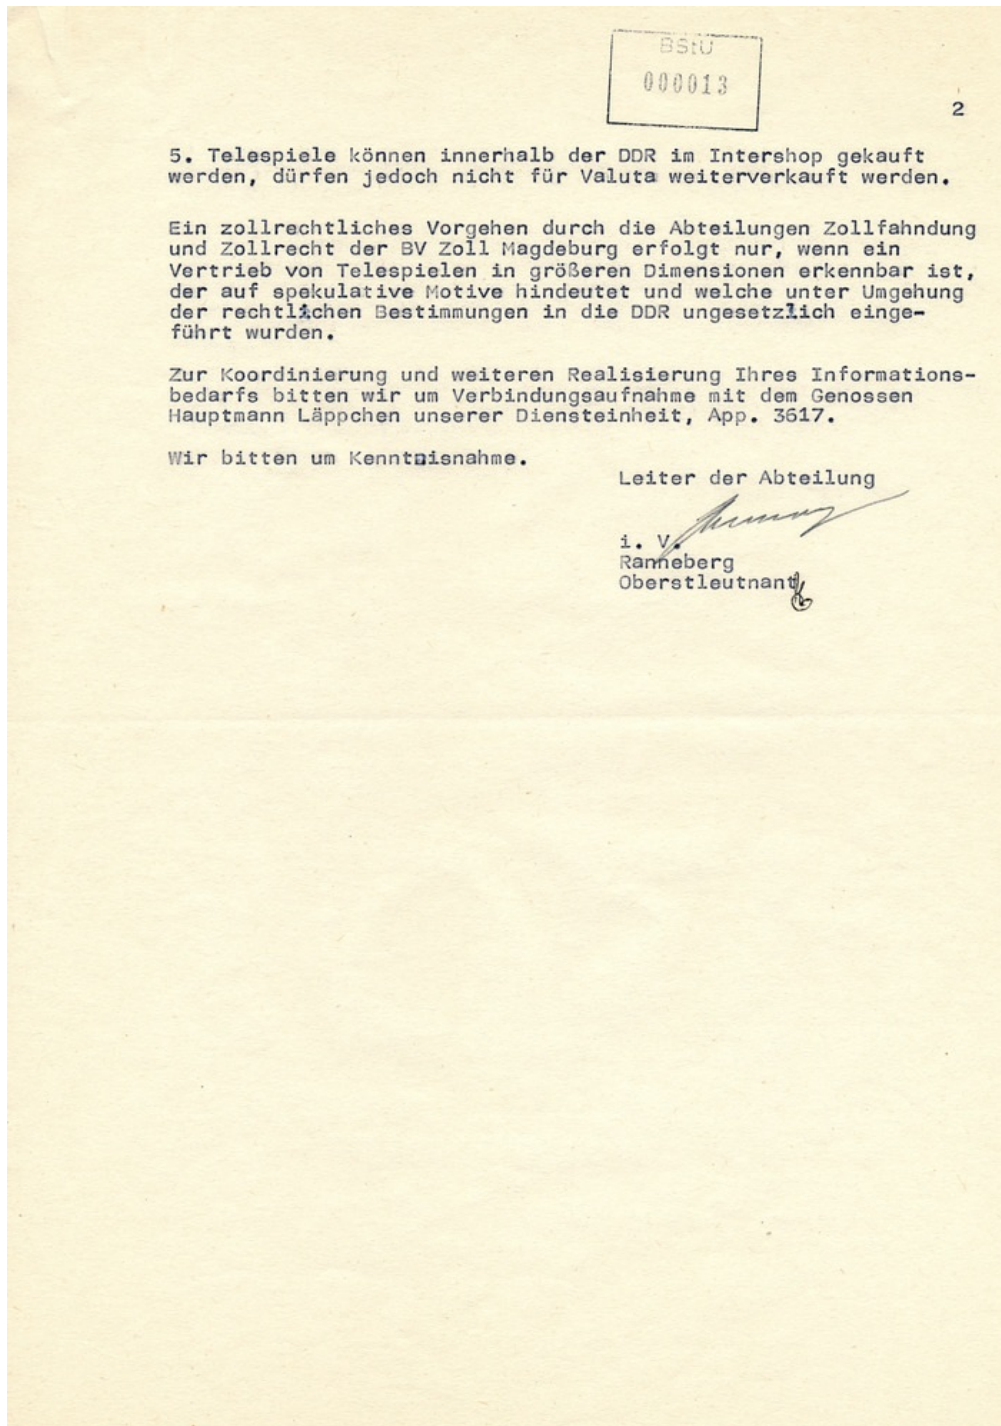 BStU
000013
2
5. Telespiele können innerhalb der DDR im Intershop gekauft
werden, dürfen jedoch nicht für Valuta weiterverkauft werden.
Ein zollrechtliches Vorgehen durch die Abteilungen Zollfahndung
und Zollrecht der BV Zoll Magdeburg erfolgt nur, wenn ein
Vertrieb von Telespielen in größeren Dimensionen erkennbar ist,
der auf spekulative Motive hindeutet und welche unter Umgehung
der rechtlichen Bestimmungen in die DDR ungesetzlich einge-
führt wurden.
Zur Koordinierung und weiteren Realisierung Ihres Informations-
bedarfs bitten wir um Verbindungsaufnahme mit dem Genossen
Hauptmann Läppchen unserer Diensteinheit, App. 3617.
Wir bitten um Kenntnisnahme.
Leiter der Abteilung
i. V.
Ranneberg
Oberstleutnant